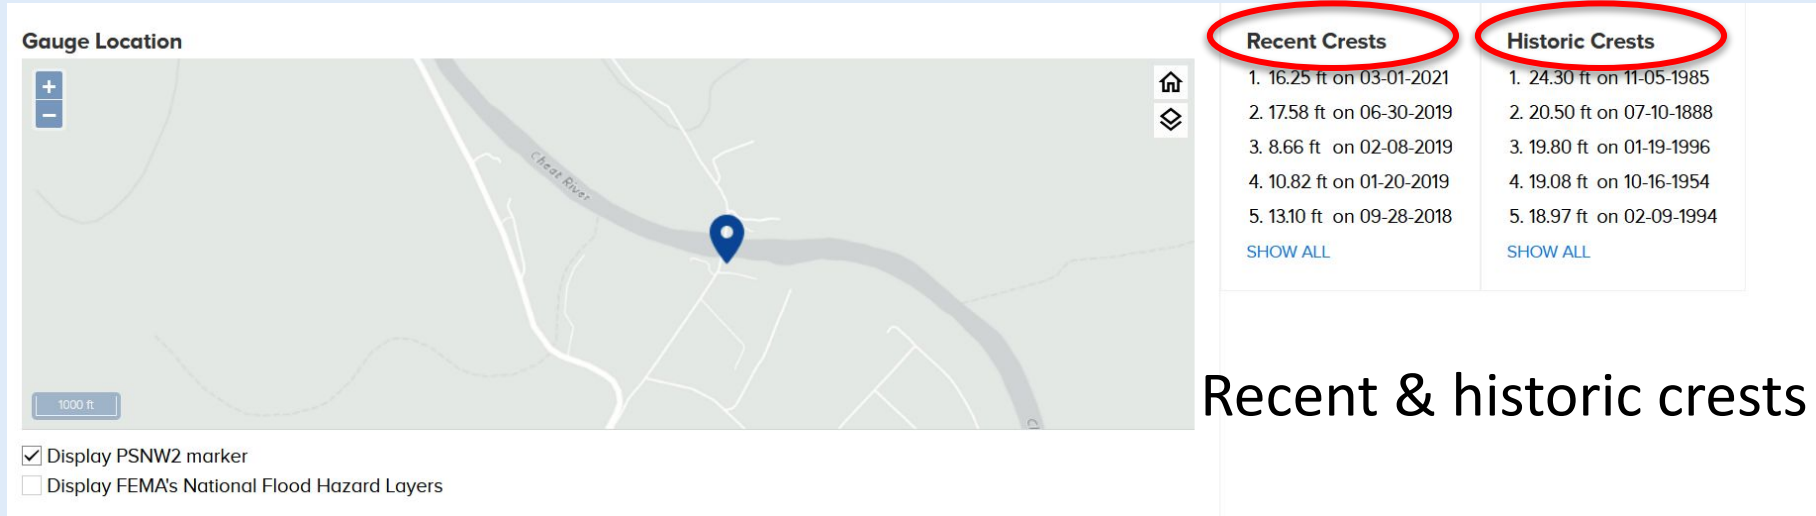 Gauge Location
+
−
Cheat River
1000 ft
Display PSNW2 marker
Display FEMA's National Flood Hazard Layers
Recent Crests
1. 16.25 ft on 03-01-2021
2. 17.58 ft on 06-30-2019
3. 8.66 ft on 02-08-2019
4. 10.82 ft on 01-20-2019
5. 13.10 ft on 09-28-2018
SHOW ALL
Historic Crests
1. 24.30 ft on 11-05-1985
2. 20.50 ft on 07-10-1888
3. 19.80 ft on 01-19-1996
4. 19.08 ft on 10-16-1954
5. 18.97 ft on 02-09-1994
SHOW ALL
Recent & historic crests